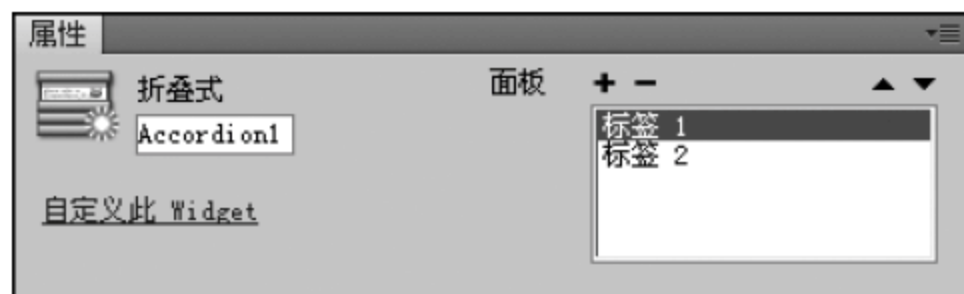 属性
折叠式
面板
Accordion1
标签 1
标签 2
自定义此 Widget